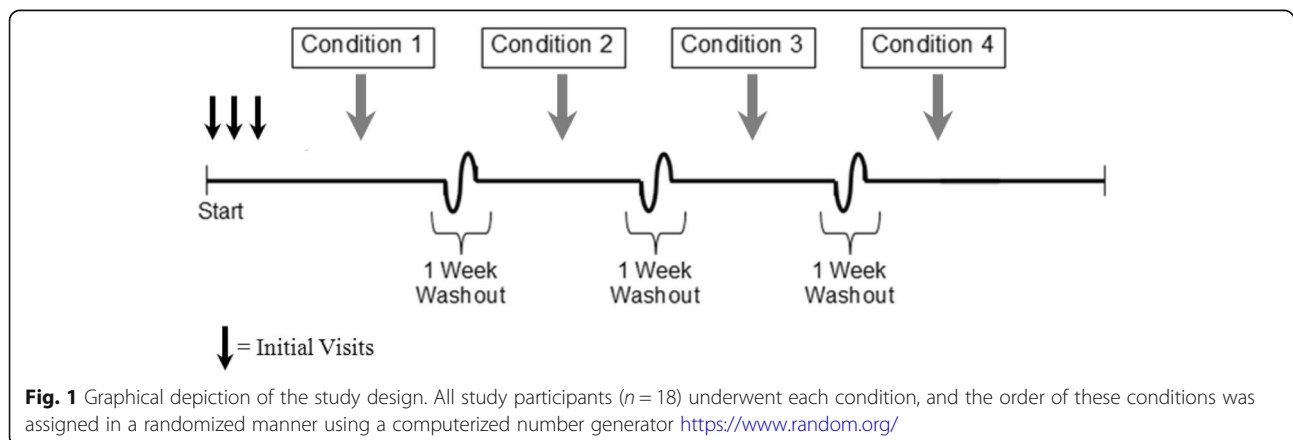 Condition 1 Condition 2 Condition 3 Condition 4
Start
1 Week 1 Week 1 Week
Washout Washout Washout
= Initial Visits
Fig. 1 Graphical depiction of the study design. All study participants (n = 18) underwent each condition, and the order of these conditions was
assigned in a randomized manner using a computerized number generator https://www.random.org/